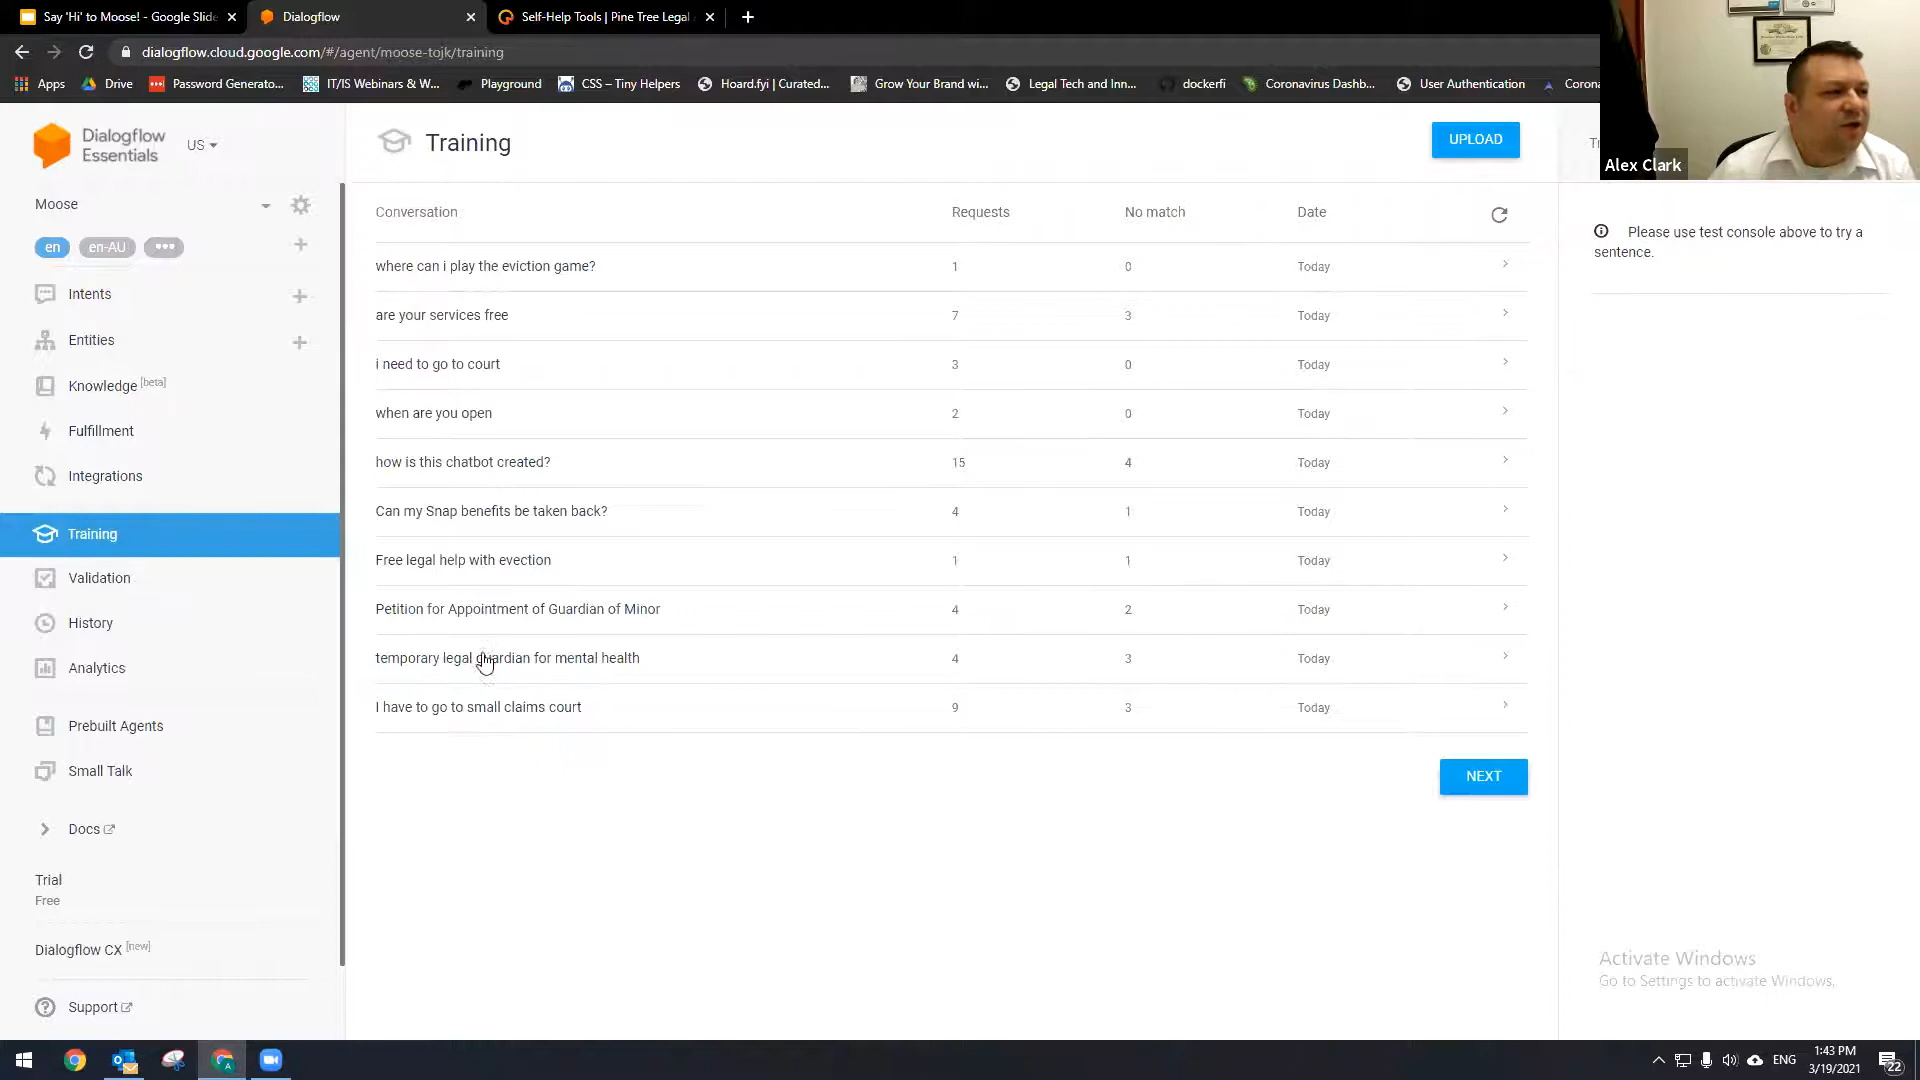 Say 'Hi' to Moose! - Google Slide
Dialogflow
Self-Help Tools | Pine Tree Legal
dialogflow.cloud.google.com/#/agent/moose-tojk/training
Apps
Drive
Password Generato...
IT/IS Webinars & W...
Playground
CSS – Tiny Helpers
Hoard.fyi | Curated...
Grow Your Brand wi...
Legal Tech and Inn...
dockerfi
Coronavirus Dashb...
User Authentication
Corona
Alex Clark
Dialogflow
Essentials
US
Moose
en
en-AU
Intents
Entities
Knowledge [beta]
Fulfillment
Integrations
Training
Validation
History
Analytics
Prebuilt Agents
Small Talk
Docs
Trial
Free
Dialogflow CX [new]
Support
Training
UPLOAD
Conversation Requests No match Date
where can i play the eviction game? 1 0 Today
are your services free 7 3 Today
i need to go to court 3 0 Today
when are you open 2 0 Today
how is this chatbot created? 15 4 Today
Can my Snap benefits be taken back? 4 1 Today
Free legal help with evection 1 1 Today
Petition for Appointment of Guardian of Minor 4 2 Today
temporary legal guardian for mental health 4 3 Today
I have to go to small claims court 9 3 Today
NEXT
Please use test console above to try a
sentence.
Activate Windows
Go to Settings to activate Windows.
ENG
1:43 PM
3/19/2021
22